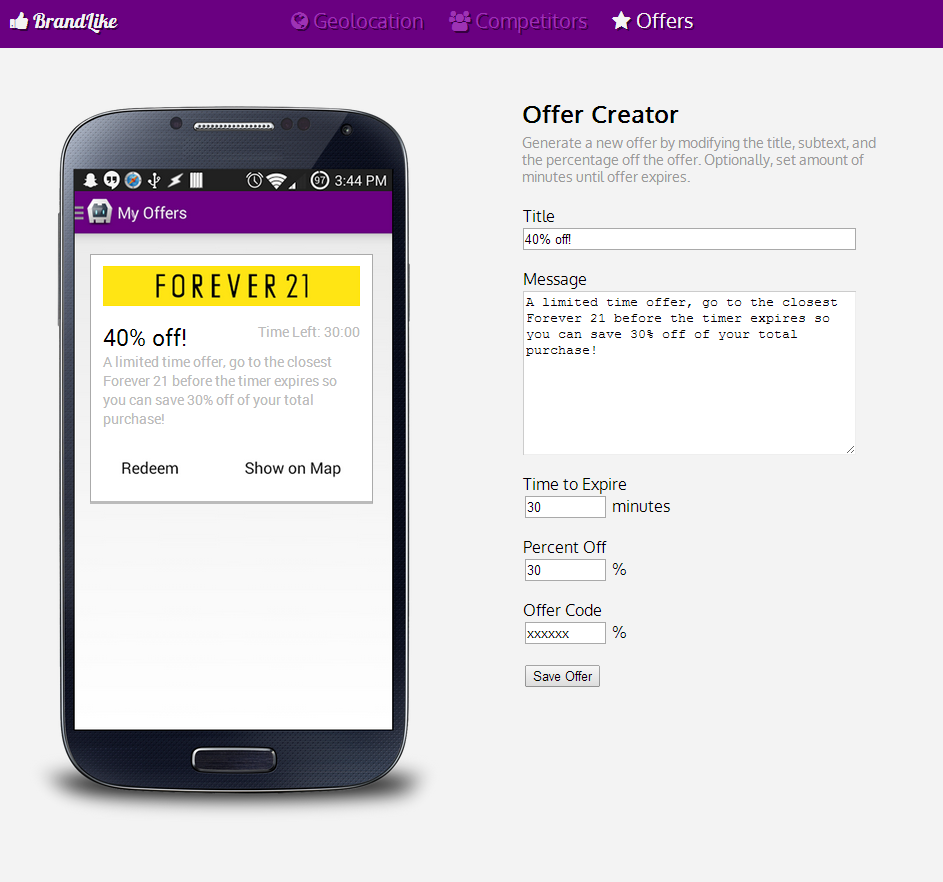 BrandLike
Geolocation
Competitors
Offers
97 3:44 PM
My Offers
FOREVER 21
40% off!
Time Left: 30:00
A limited time offer, go to the closest
Forever 21 before the timer expires so
you can save 30% off of your total
purchase!
Redeem
Show on Map
Offer Creator
Generate a new offer by modifying the title, subtext, and
the percentage off the offer. Optionally, set amount of
minutes until offer expires.
Title
40% off!
Message
A limited time offer, go to the closest
Forever 21 before the timer expires so
you can save 30% off of your total
purchase!
Time to Expire
30 minutes
Percent Off
30 %
Offer Code
xxxxxx %
Save Offer